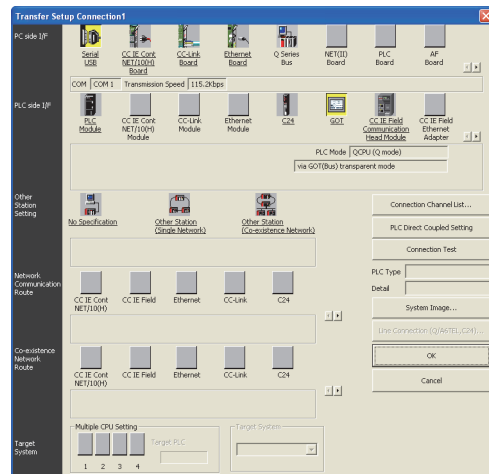 Transfer Setup Connection1
PC side I/F
Serial
USB
CC IE Cont
NET/10(H)
Board
CC-Link
Board
Ethernet
Board
Q Series
Bus
NET(II)
Board
PLC
Board
AF
Board
COM COM 1 Transmission Speed 115.2Kbps
PLC side I/F
PLC
Module
CC IE Cont
NET/10(H)
Module
CC-Link
Module
Ethernet
Module
C24
GOT
CC IE Field
Communication
Head Module
CC IE Field
Ethernet
Adapter
PLC Mode QCPU (Q mode)
via GOT(Bus) transparent mode
Other
Station
Setting
No Specification
Other Station
(Single Network)
Other Station
(Co-existence Network)
Connection Channel List...
PLC Direct Coupled Setting
Connection Test
PLC Type
Detail
System Image...
Line Connection (Q/A6TEL,C24)...
OK
Cancel
Network
Communication
Route
CC IE Cont
NET/10(H)
CC IE Field
Ethernet
CC-Link
C24
Co-existence
Network
Route
CC IE Cont
NET/10(H)
CC IE Field
Ethernet
CC-Link
C24
Target
System
Multiple CPU Setting
Target PLC
1 2 3 4
Target System